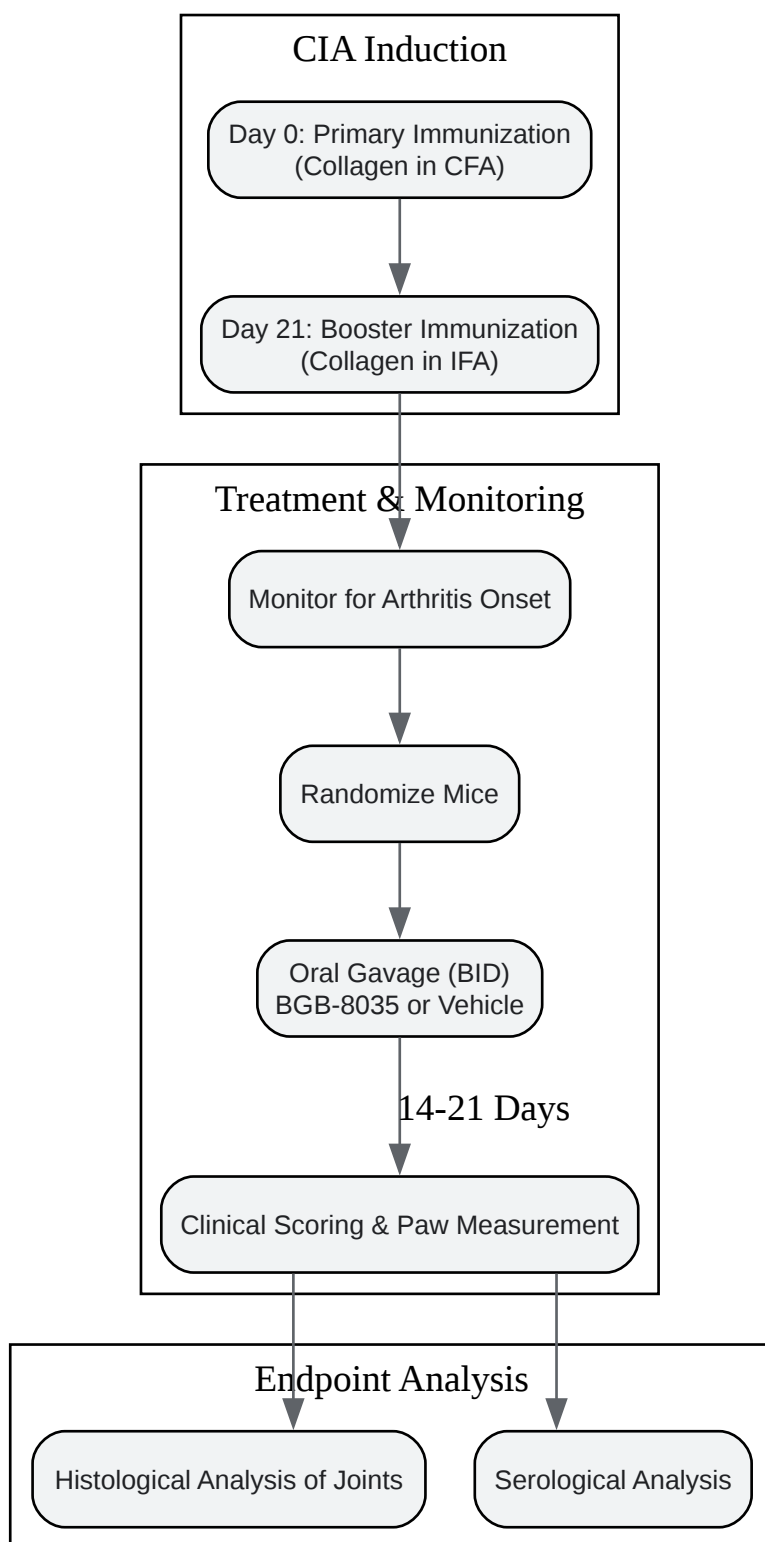 CIA Induction
Day 0: Primary Immunization
(Collagen in CFA)
Day 21: Booster Immunization
(Collagen in IFA)
Treatment & Monitoring
Monitor for Arthritis Onset
Randomize Mice
Oral Gavage (BID)
BGB-8035 or Vehicle
14-21 Days
Clinical Scoring & Paw Measurement
Endpoint Analysis
Histological Analysis of Joints
Serological Analysis